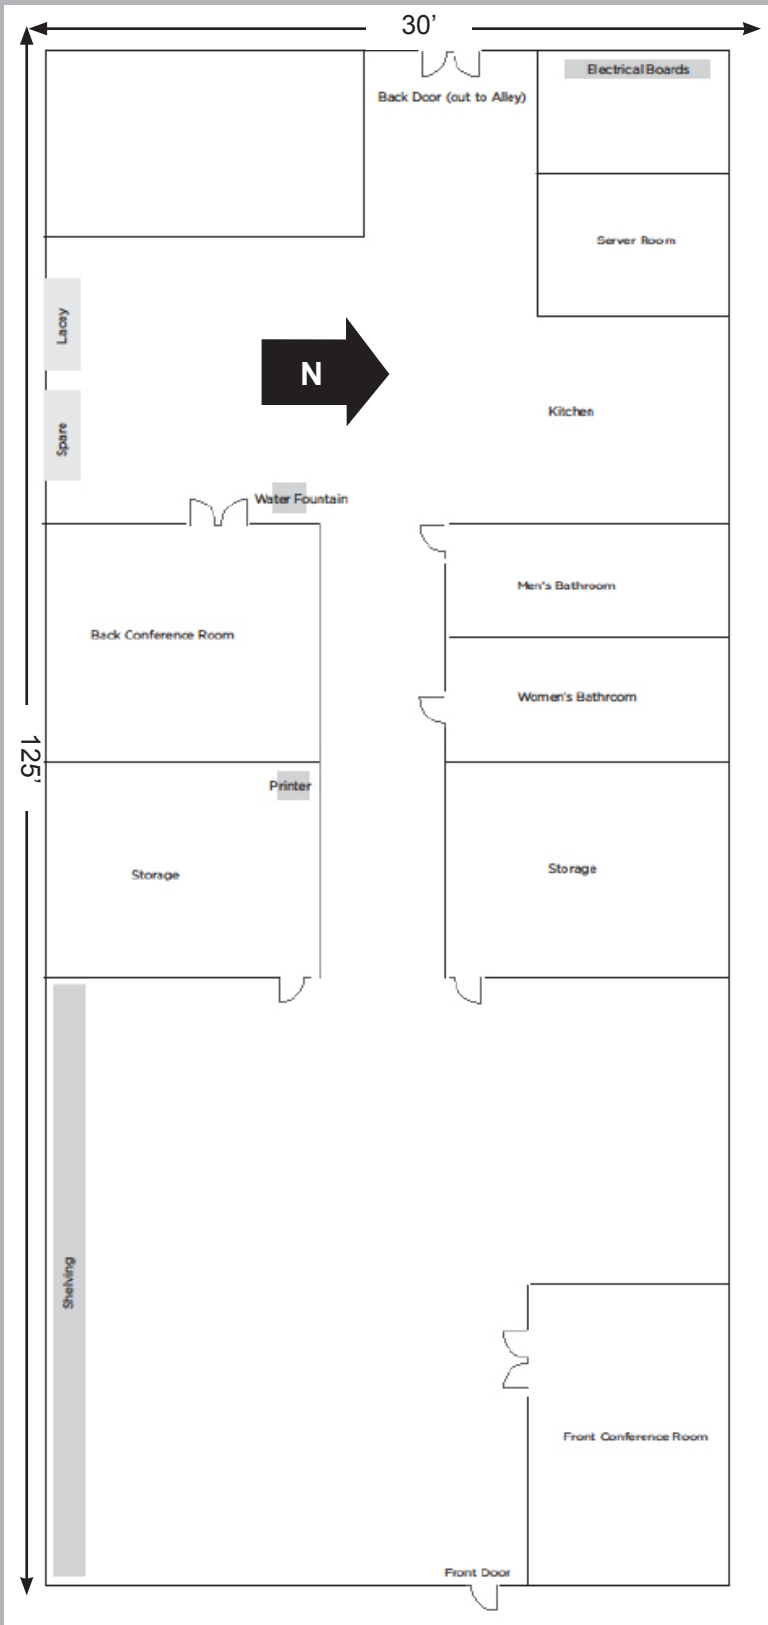 30’
Electrical Boards
Back Door (out to Alley)
Server Room
Lacey
N
Kitchen
Spare
Water Fountain
Men's Bathroom
Back Conference Room
Women's Bathroom
125’
Printer
Storage
Storage
Shelving
Front Conference Room
Front Door